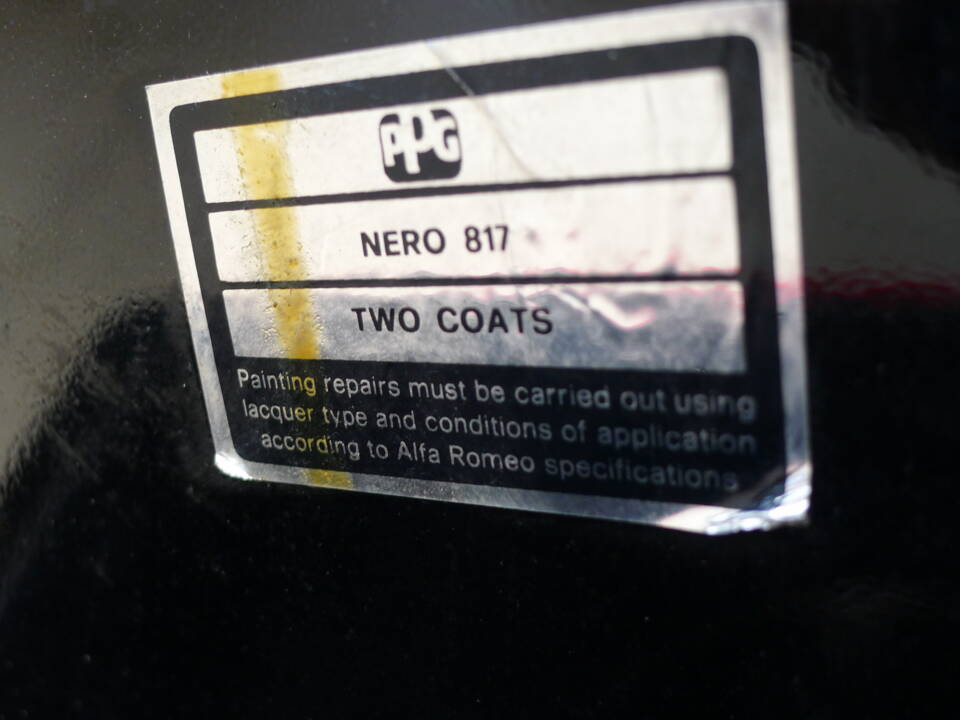 PPG
NERO 817
TWO COATS
Painting repairs must be carried out using
lacquer type and conditions of application
according to Alfa Romeo specifications